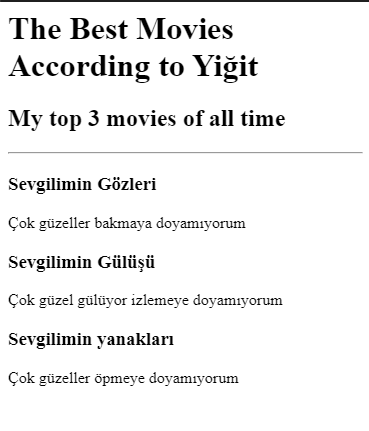 The Best Movies
According to Yiğit
My top 3 movies of all time
Sevgilimin Gözleri
Çok güzeller bakmaya doyamıyorum
Sevgilimin Gülüşü
Çok güzel gülüyor izlemeye doyamıyorum
Sevgilimin yanakları
Çok güzeller öpmeye doyamıyorum